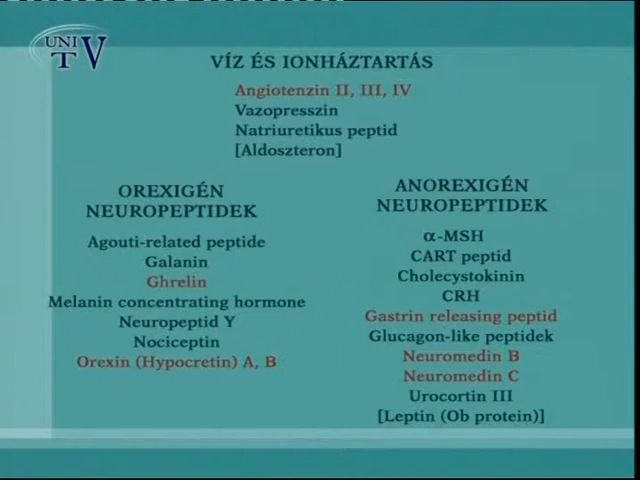 UNI
TV
VÍZ ÉS IONHÁZTARTÁS
Angiotenzin II, III, IV
Vazopresszin
Natriuretikus peptid
[Aldoszteron]
OREXIGÉN
NEUROPEPTIDEK
Agouti-related peptide
Galanin
Ghrelin
Melanin concentrating hormone
Neuropeptid Y
Nociceptin
Orexin (Hypocretin) A, B
ANOREXIGÉN
NEUROPEPTIDEK
α-MSH
CART peptid
Cholecystokinin
CRH
Gastrin releasing peptid
Glucagon-like peptidek
Neuromedin B
Neuromedin C
Urocortin III
[Leptin (Ob protein)]